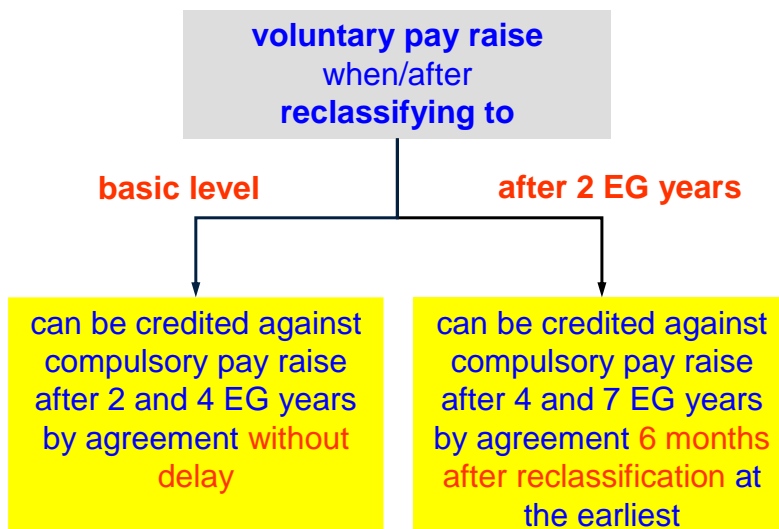 voluntary pay raise
when/after
reclassifying to
basic level
after 2 EG years
can be credited against
compulsory pay raise
after 2 and 4 EG years
by agreement without
delay
can be credited against
compulsory pay raise
after 4 and 7 EG years
by agreement 6 months
after reclassification at
the earliest